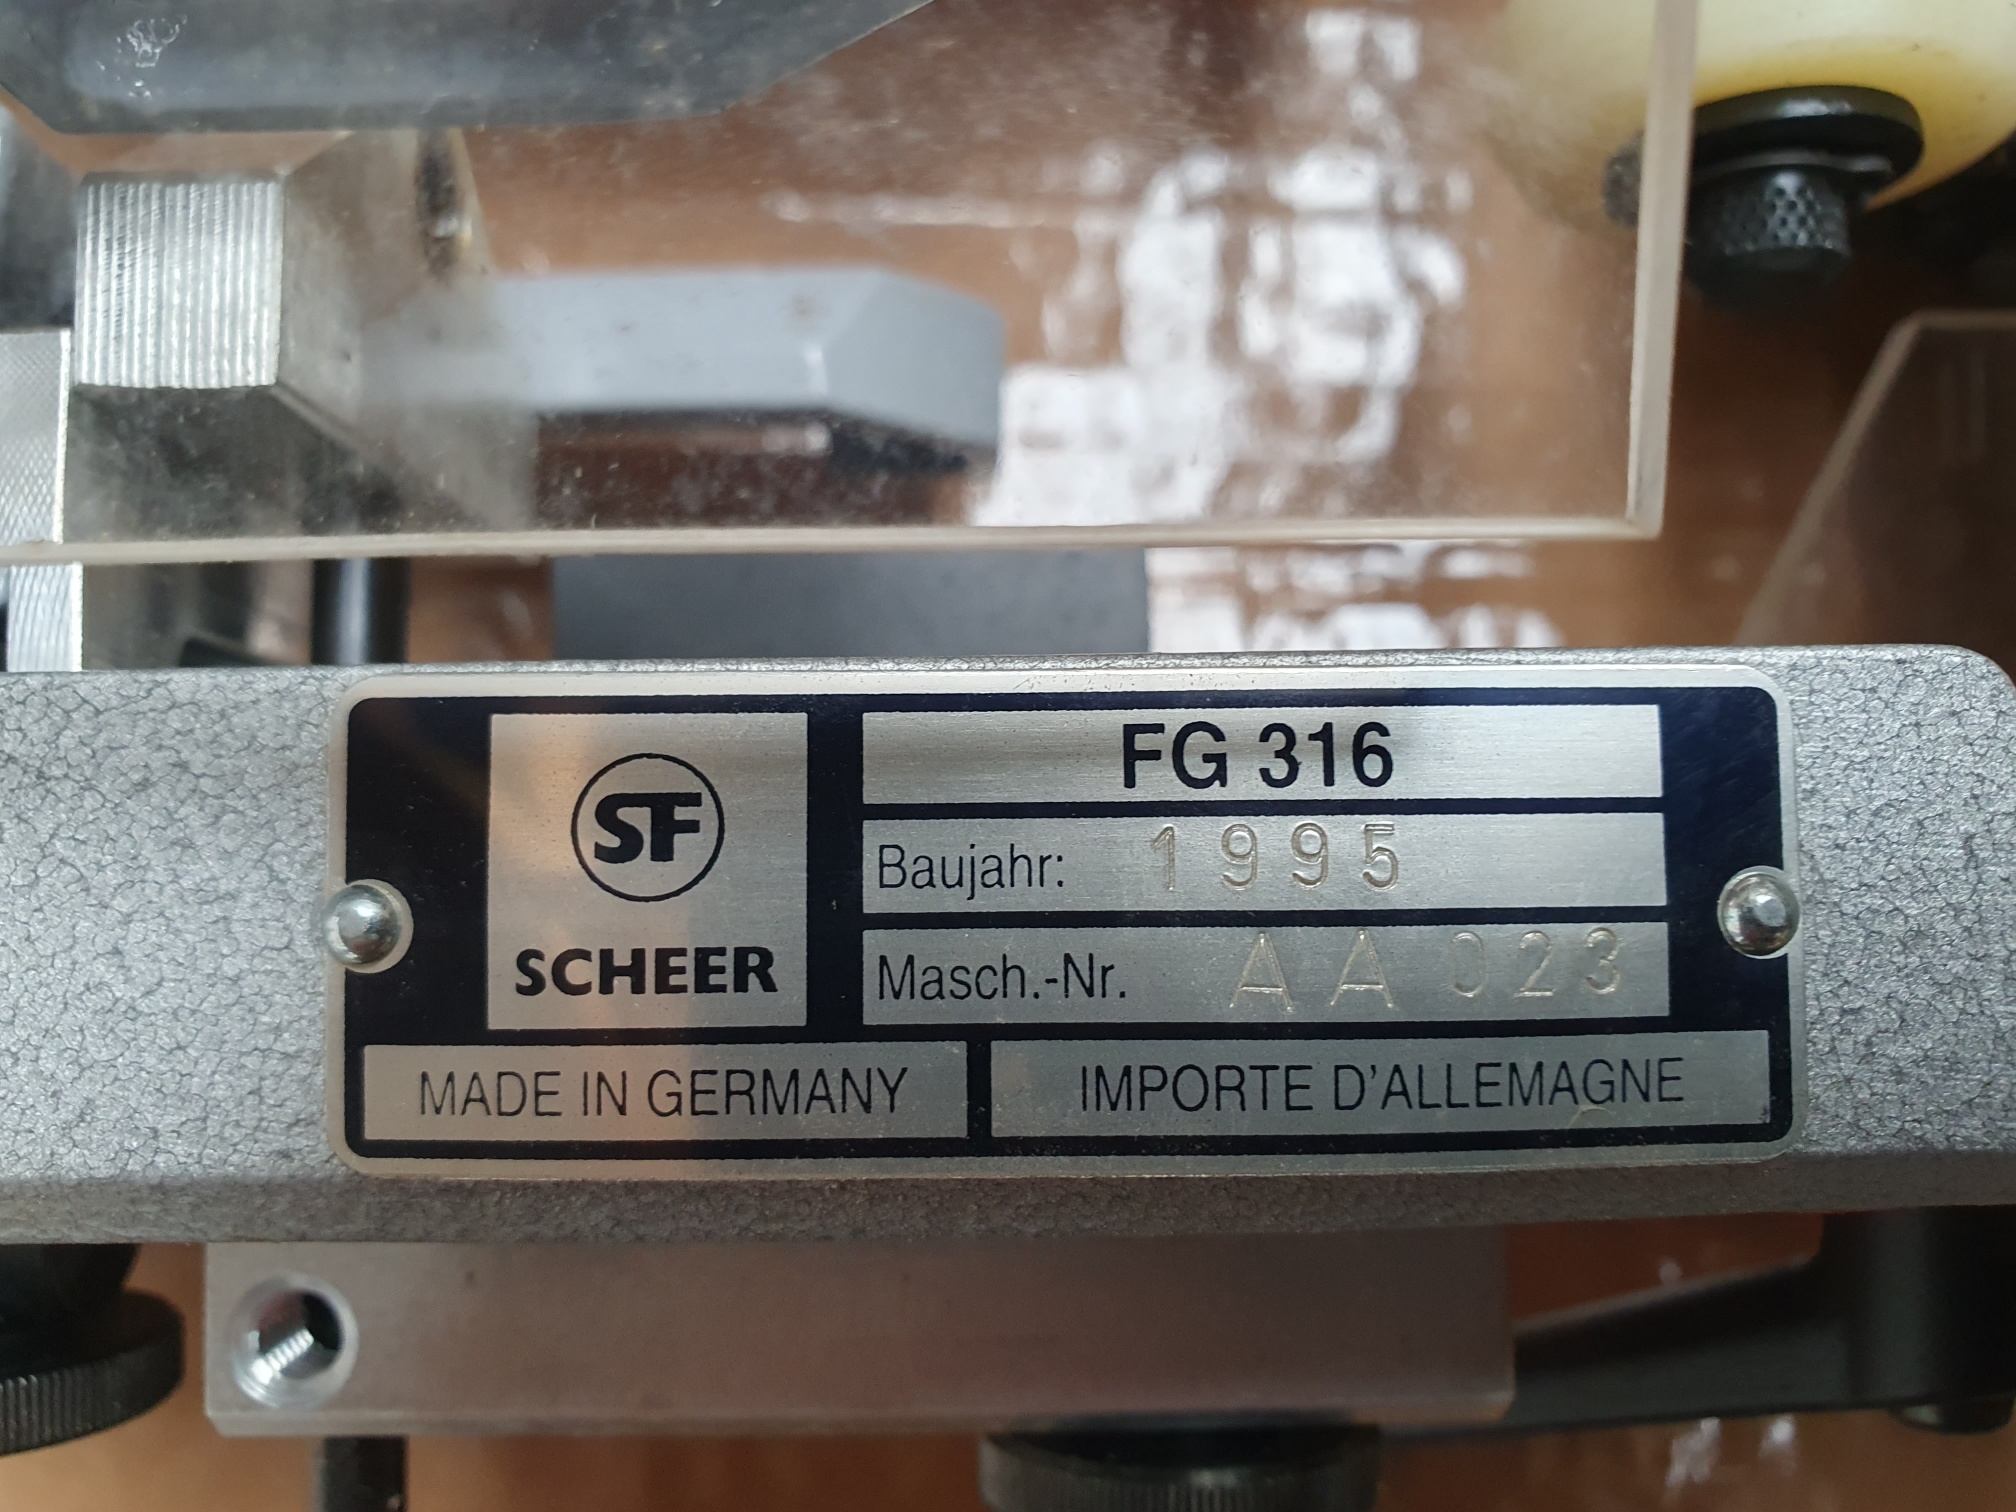 SF
SCHEER
FG 316
Baujahr: 1995
Masch.-Nr. AA 023
MADE IN GERMANY
IMPORTE D'ALLEMAGNE